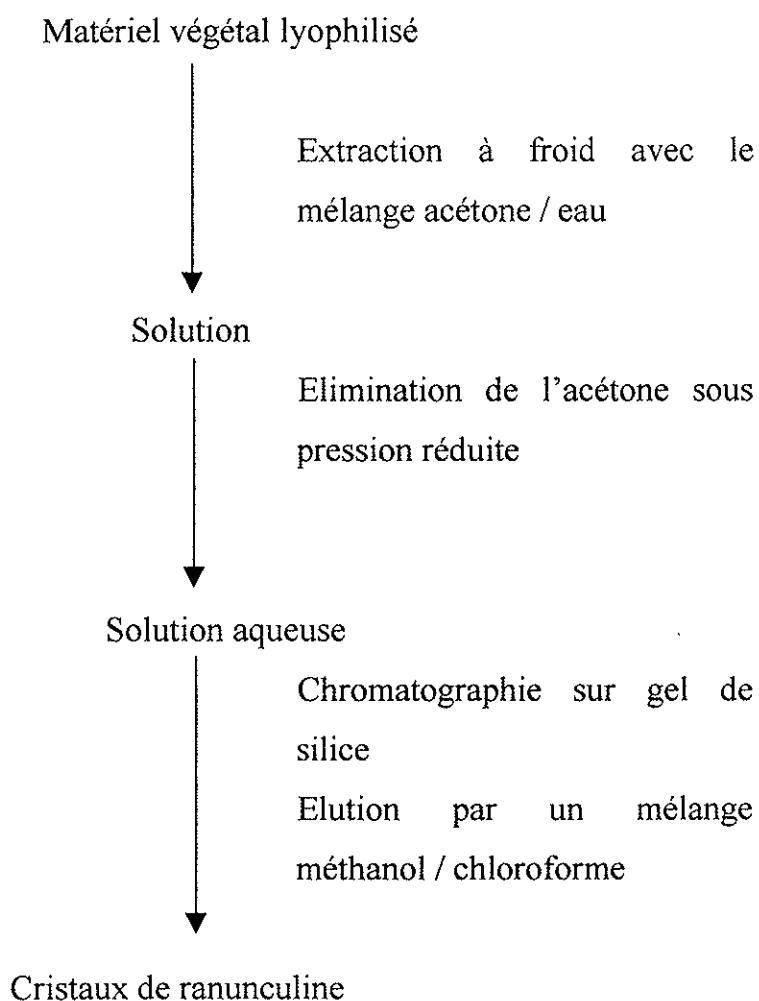 Matériel végétal lyophilisé
Extraction à froid avec le
mélange acétone / eau
Solution
Elimination de l'acétone sous
pression réduite
Solution aqueuse
Chromatographie sur gel de
silice
Elution par un mélange
méthanol / chloroforme
Cristaux de ranunculine